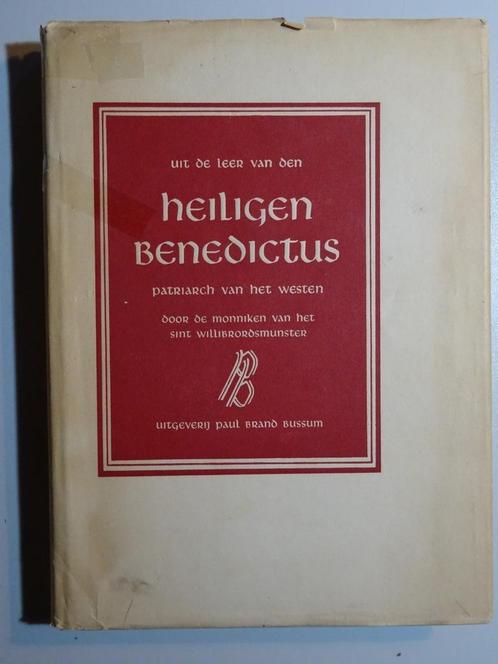 uit de leer van den
heiligen
benedictus
patriarch van het westen
door de monniken van het
sint willibrordsmunster
PB
uitgeverij paul brand bussum